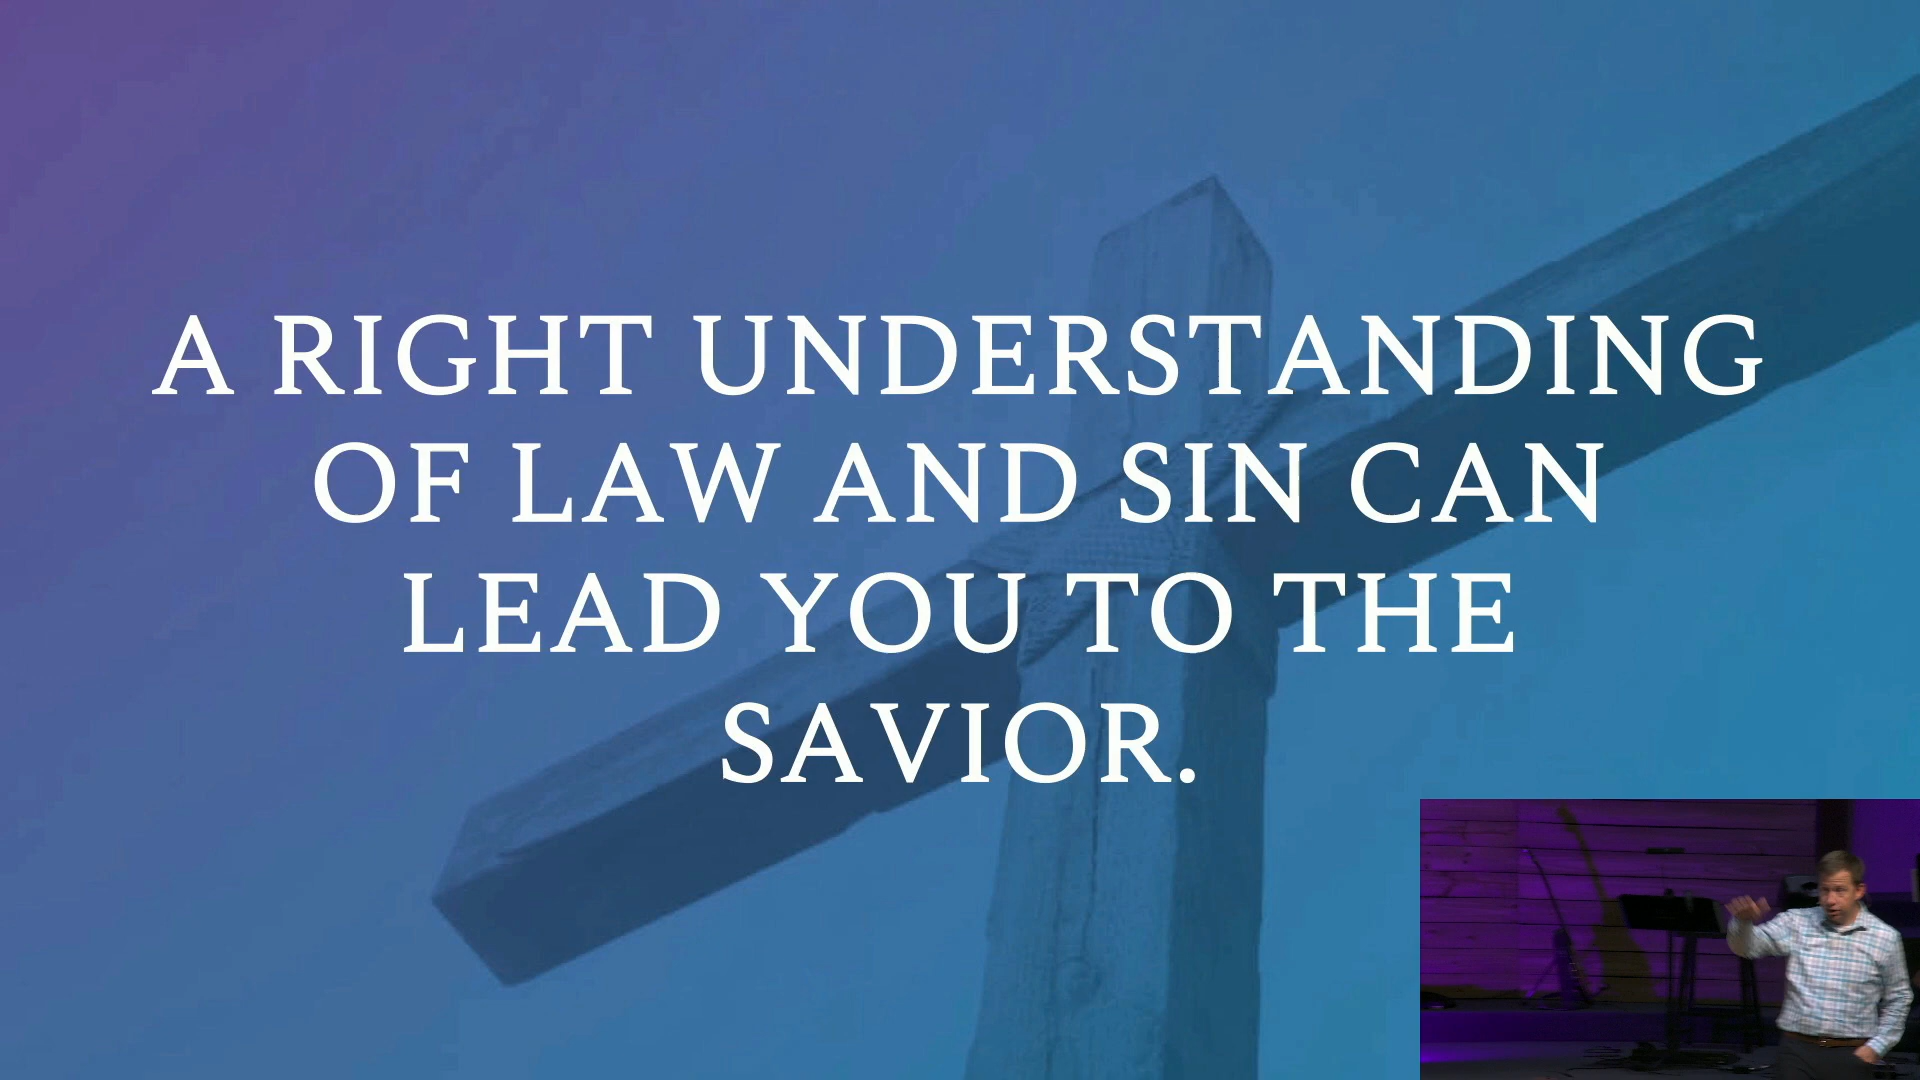 A RIGHT UNDERSTANDING
OF LAW AND SIN CAN
LEAD YOU TO THE
SAVIOR.